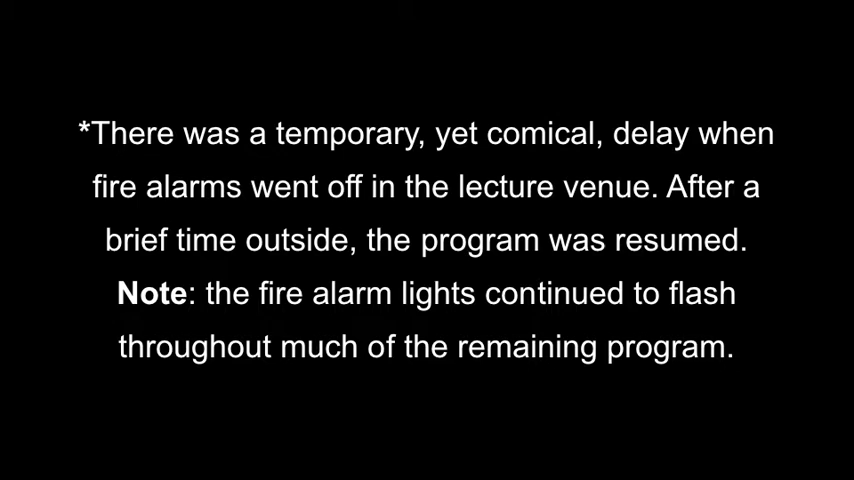 *There was a temporary, yet comical, delay when
fire alarms went off in the lecture venue. After a
brief time outside, the program was resumed.
Note: the fire alarm lights continued to flash
throughout much of the remaining program.